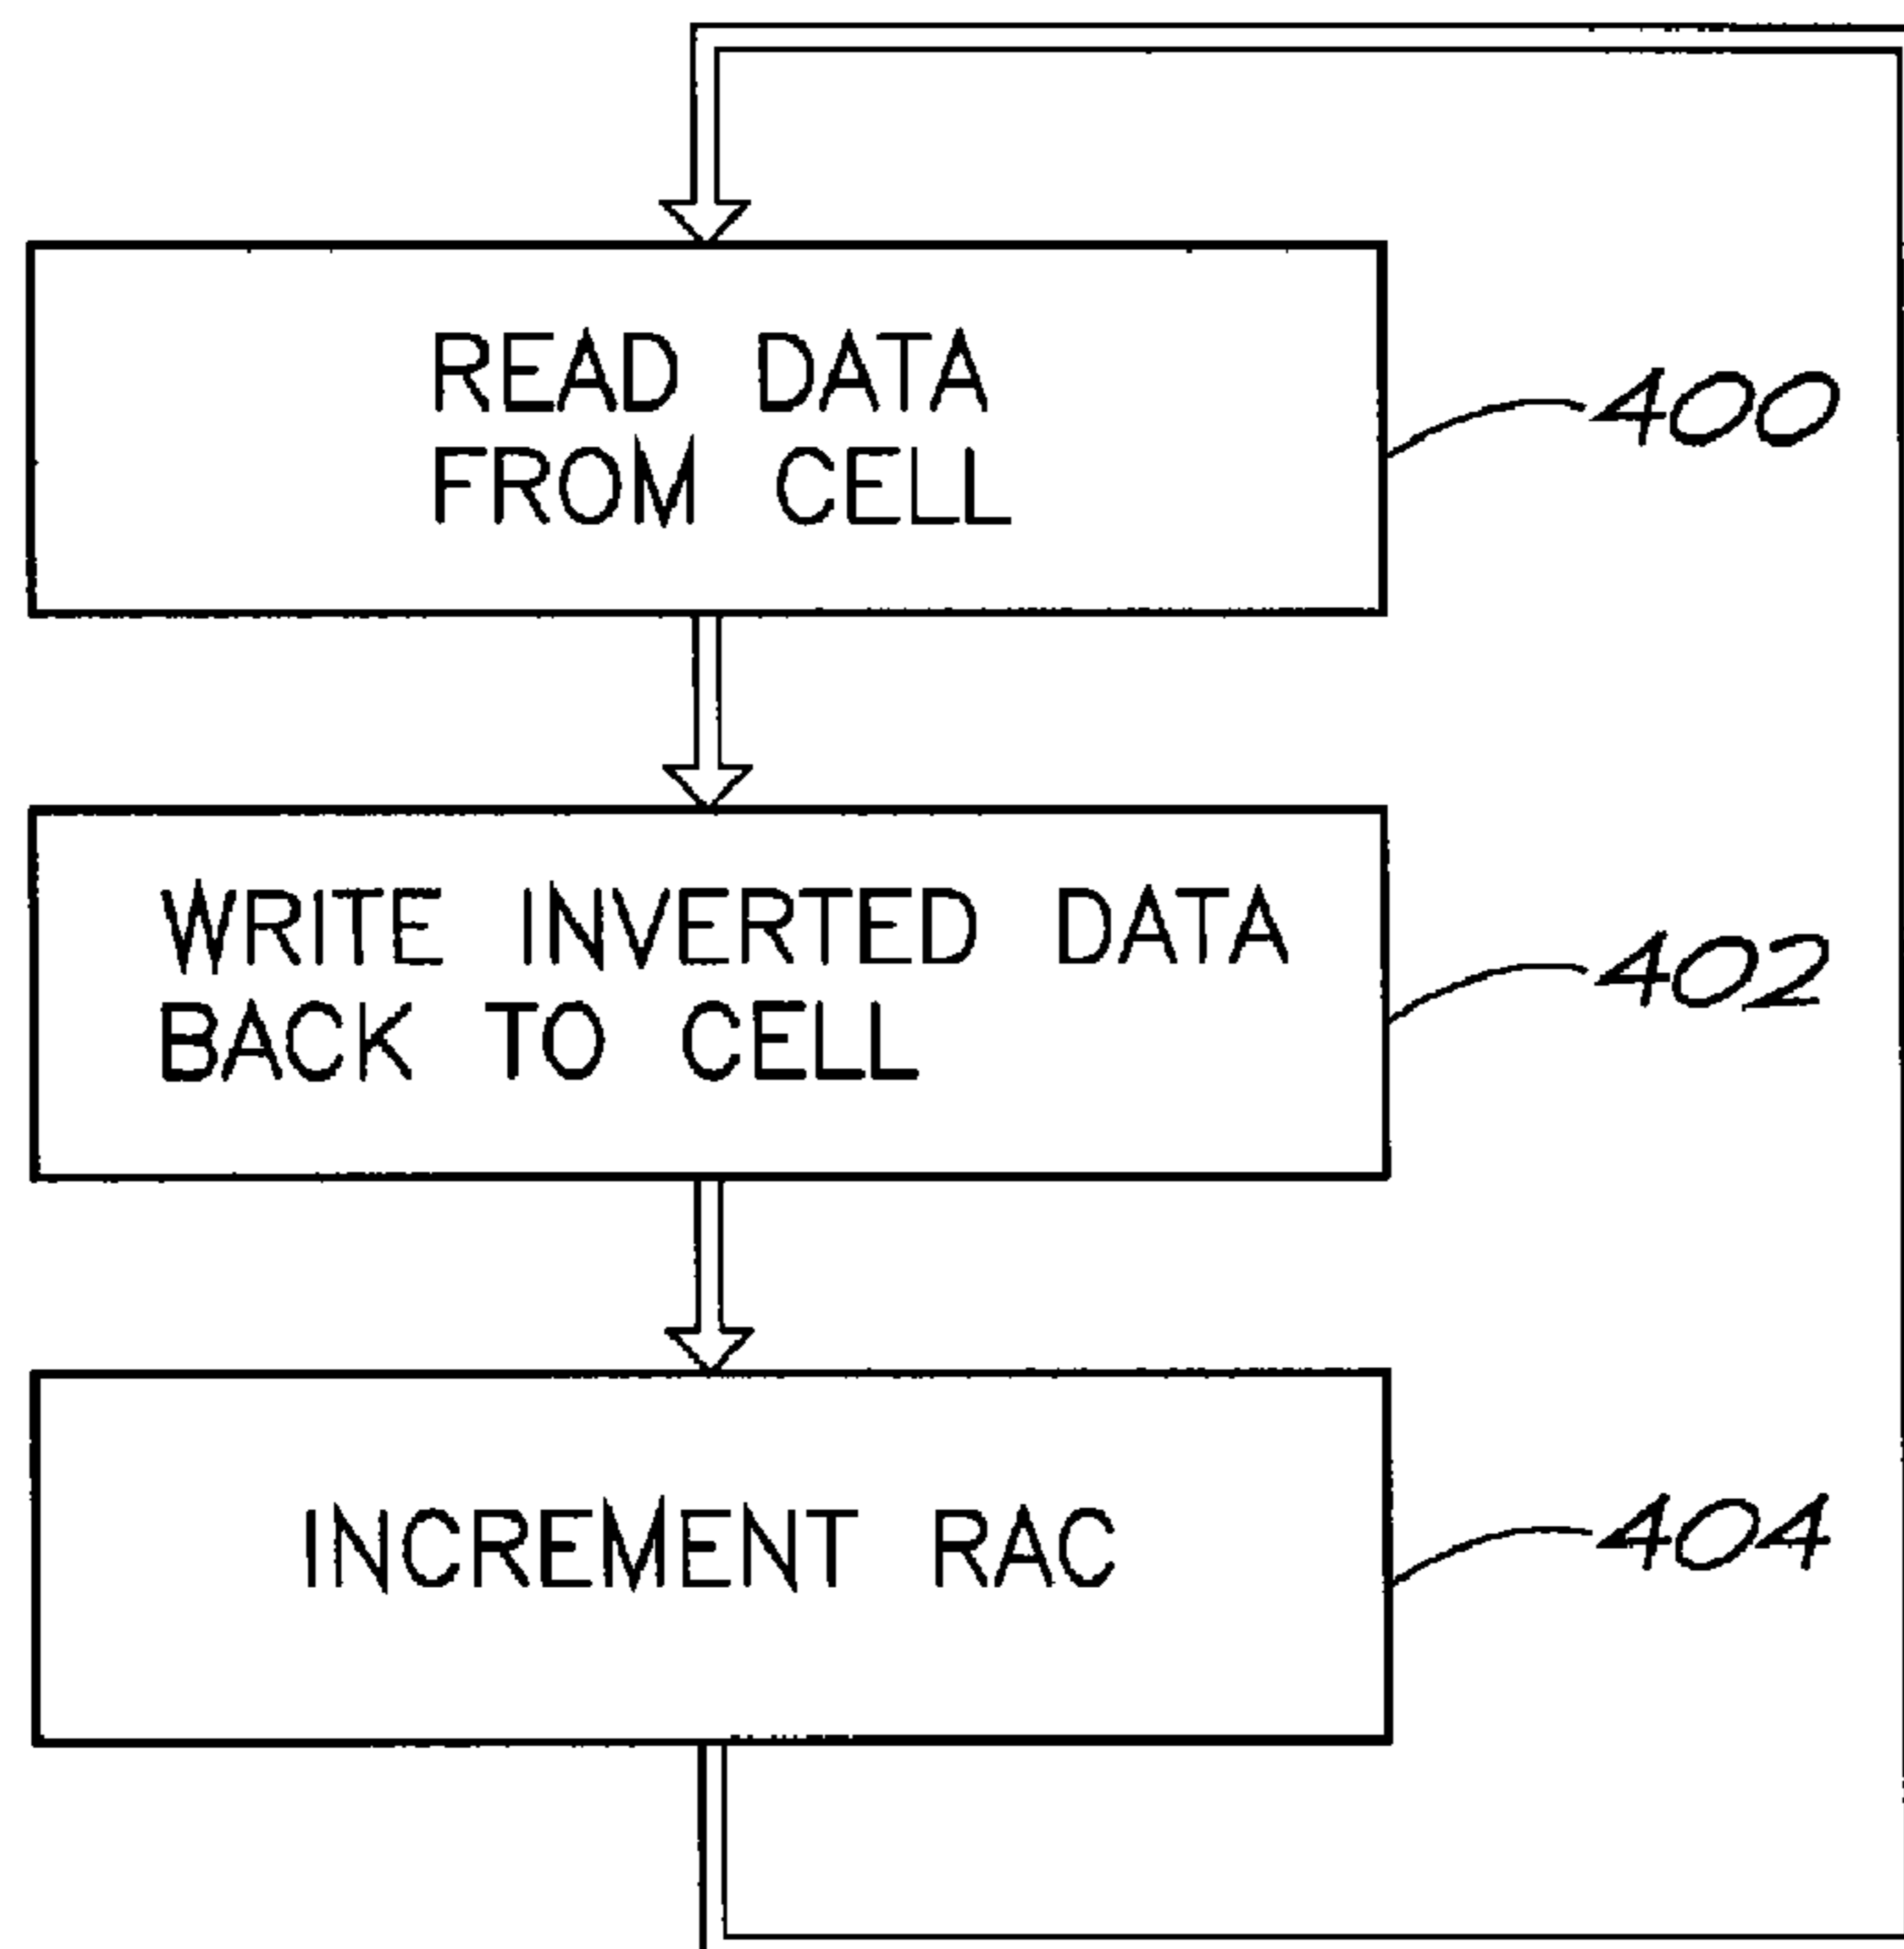 READ DATA
FROM CELL
400
WRITE INVERTED DATA
BACK TO CELL
402
INCREMENT RAC
404